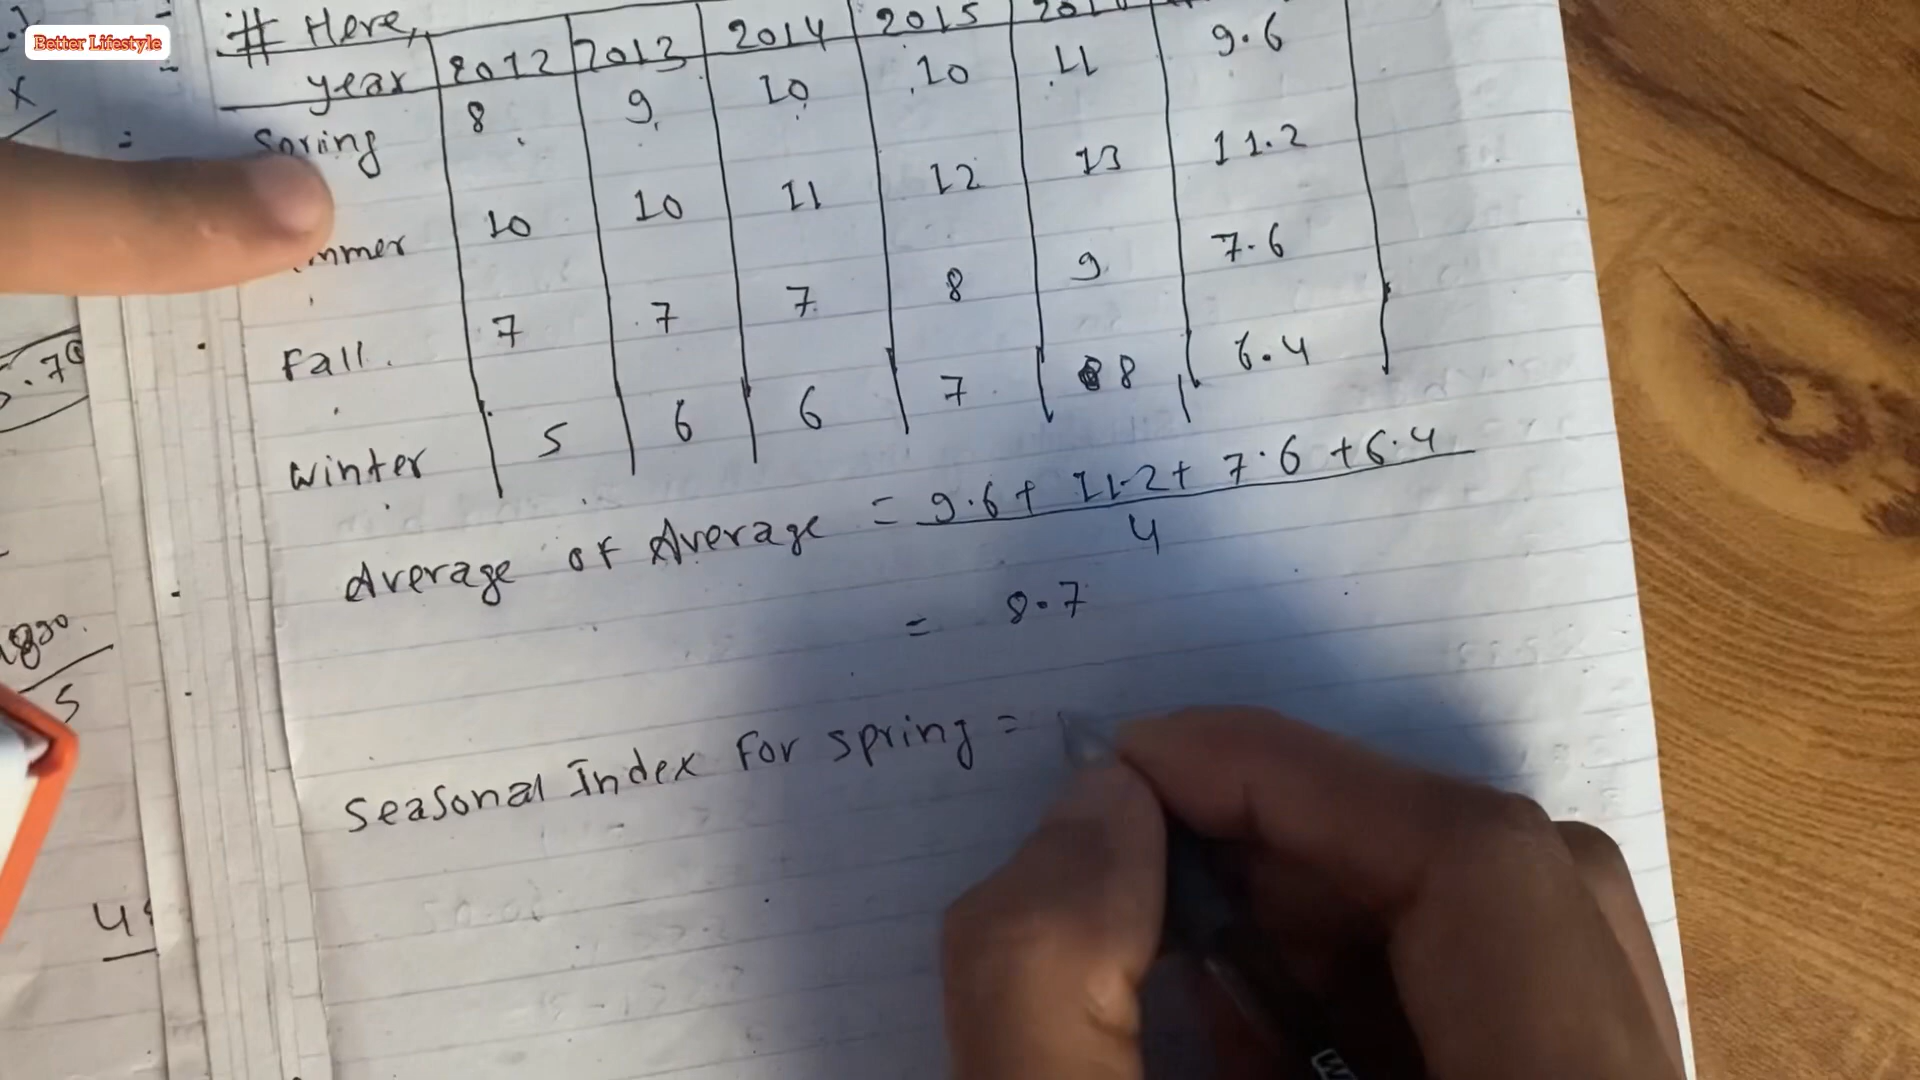 Better Lifestyle
# Here,
year 2012 2013 2014 2015
Spring 8 9 10 10 11 9.6
10 10 11 12 13 11.2
Fall. 7 7 7 8 9 7.6
Winter 5 6 6 7 8 6.4
Average of Average = 9.6 + 11.2 + 7.6 + 6.4
4
= 8.7
Seasonal Index For spring =